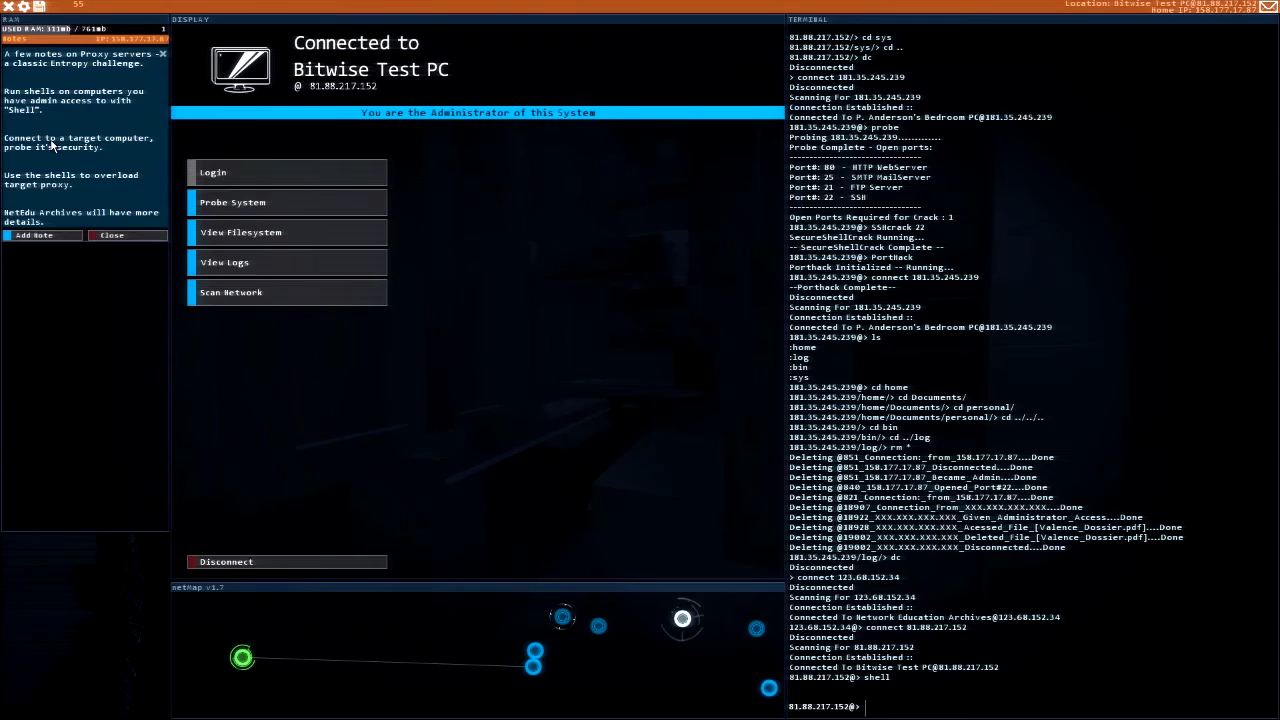 55
Location: Bitwise Test PC@81.88.217.152
Home IP: 158.177.17.87
RAM
USED RAM: 311mb / 761mb
1
notes
IP:158.177.17.87
A few notes on Proxy servers -
a classic Entropy challenge.
Run shells on computers you
have admin access to with
"Shell".
Connect to a target computer,
probe it's security.
Use the shells to overload
target proxy.
NetEdu Archives will have more
details.
Add Note
Close
DISPLAY
Connected to
Bitwise Test PC
@ 81.88.217.152
You are the Administrator of this System
Login
Probe System
View Filesystem
View Logs
Scan Network
Disconnect
netMap v1.7
TERMINAL
81.88.217.152/> cd sys
81.88.217.152/sys/> cd ..
81.88.217.152/> dc
Disconnected
> connect 181.35.245.239
Disconnected
Scanning For 181.35.245.239
Connection Established ::
Connected To P. Anderson's Bedroom PC@181.35.245.239
181.35.245.239@> probe
Probing 181.35.245.239.............
Probe Complete - Open ports:
---------------------------------
Port#: 80 - HTTP WebServer
Port#: 25 - SMTP MailServer
Port#: 21 - FTP Server
Port#: 22 - SSH
---------------------------------
Open Ports Required for Crack : 1
181.35.245.239@> SSHcrack 22
SecureShellCrack Running...
-- SecureShellCrack Complete --
181.35.245.239@> PortHack
Porthack Initialized -- Running...
181.35.245.239@> connect 181.35.245.239
--Porthack Complete--
Disconnected
Scanning For 181.35.245.239
Connection Established ::
Connected To P. Anderson's Bedroom PC@181.35.245.239
181.35.245.239@> ls
:home
:log
:bin
:sys
181.35.245.239@> cd home
181.35.245.239/home/> cd Documents/
181.35.245.239/home/Documents/> cd personal/
181.35.245.239/home/Documents/personal/> cd ../../..
181.35.245.239/> cd bin
181.35.245.239/bin/> cd ../log
181.35.245.239/log/> rm *
Deleting @851_Connection:_from_158.177.17.87....Done
Deleting @851_158.177.17.87_Disconnected....Done
Deleting @851_158.177.17.87_Became_Admin....Done
Deleting @840_158.177.17.87_Opened_Port#22....Done
Deleting @821_Connection:_from_158.177.17.87....Done
Deleting @18907_Connection_From_XXX.XXX.XXX.XXX....Done
Deleting @18922_XXX.XXX.XXX.XXX_Given_Administrator_Access....Done
Deleting @18928_XXX.XXX.XXX.XXX_Acessed_File_[Valence_Dossier.pdf]....Done
Deleting @19002_XXX.XXX.XXX.XXX_Deleted_File_[Valence_Dossier.pdf]....Done
Deleting @19002_XXX.XXX.XXX.XXX_Disconnected....Done
181.35.245.239/log/> dc
Disconnected
> connect 123.68.152.34
Disconnected
Scanning For 123.68.152.34
Connection Established ::
Connected To Network Education Archives@123.68.152.34
123.68.152.34@> connect 81.88.217.152
Disconnected
Scanning For 81.88.217.152
Connection Established ::
Connected To Bitwise Test PC@81.88.217.152
81.88.217.152@> shell
81.88.217.152@>